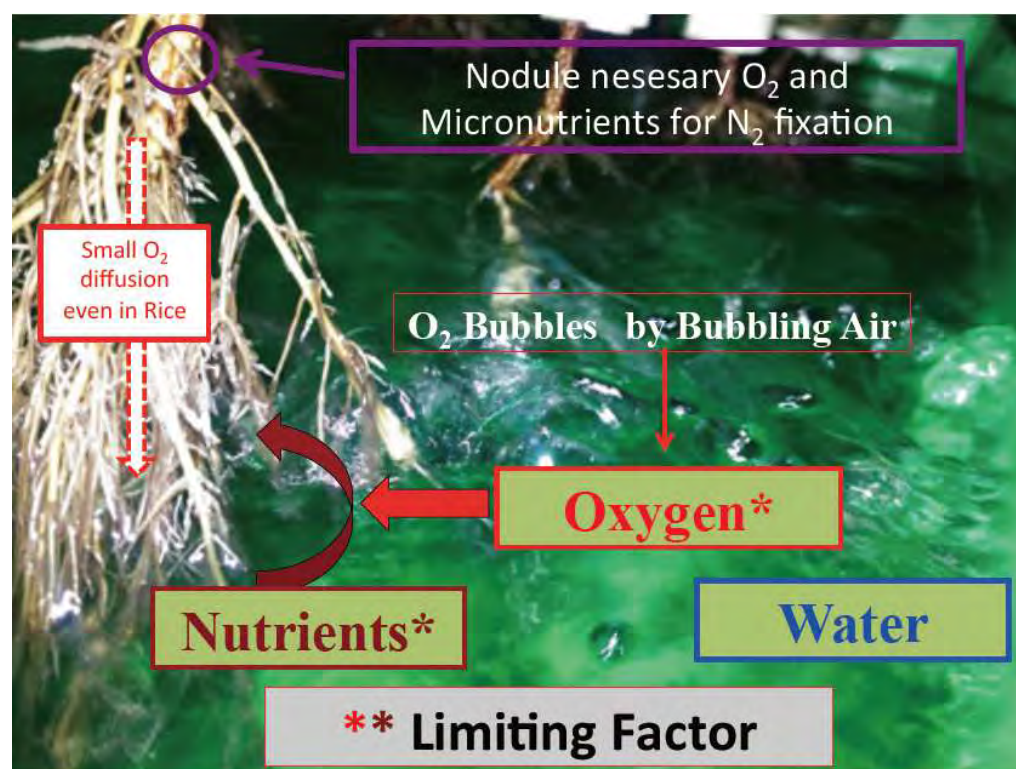 Nodule nesesary O₂ and
Micronutrients for N₂ fixation
Small O₂
diffusion
even in Rice
O₂ Bubbles by Bubbling Air
Oxygen*
Nutrients*
Water
** Limiting Factor